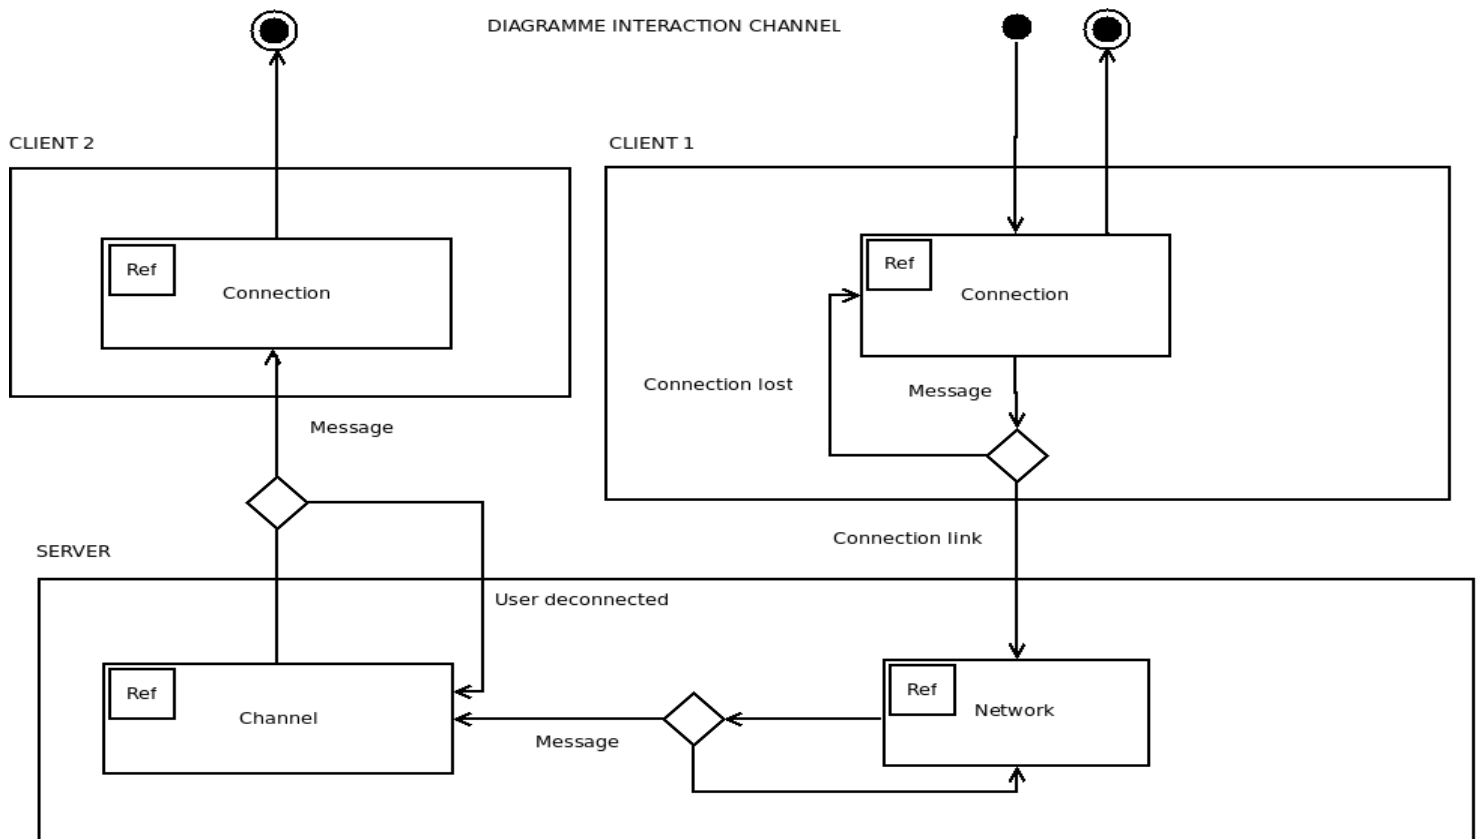 DIAGRAMME INTERACTION CHANNEL
CLIENT 2
CLIENT 1
Ref
Connection
Ref
Connection
Connection lost
Message
Message
Connection link
SERVER
User deconnected
Ref
Channel
Message
Ref
Network